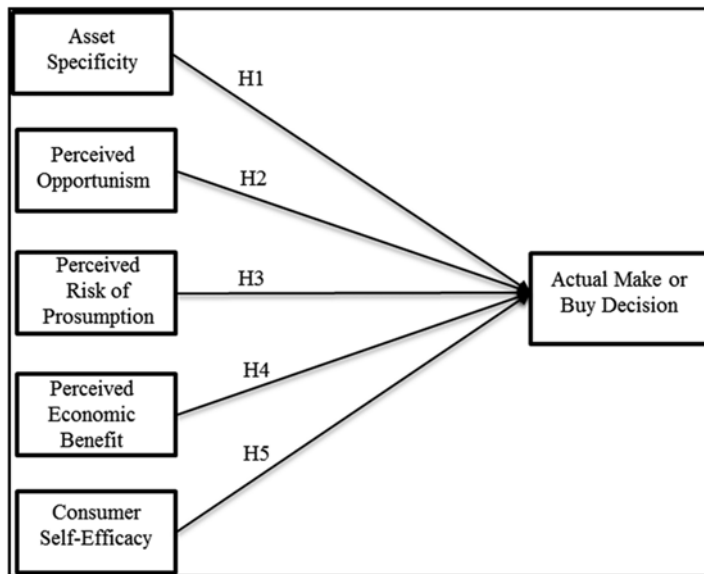 Asset
Specificity
H1
Perceived
Opportunism
H2
Perceived
Risk of
Prosumption
H3
Actual Make or
Buy Decision
Perceived
Economic
Benefit
H4
Consumer
Self-Efficacy
H5